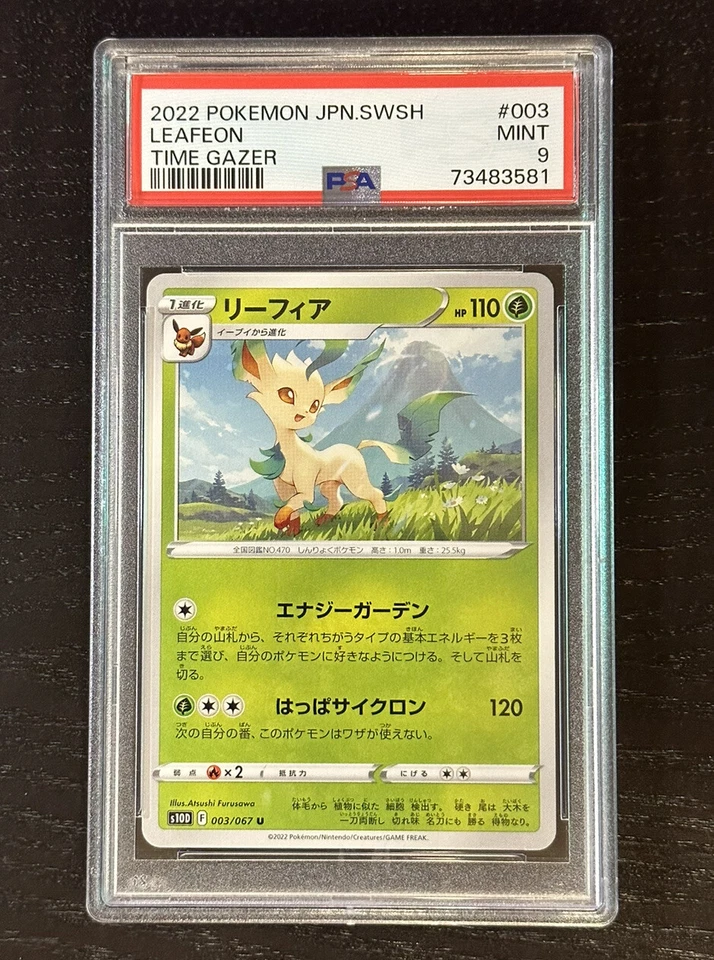 2022 POKEMON JPN.SWSH #003
LEAFEON MINT
TIME GAZER 9
PSA 73483581
1進化 リーフィア HP 110
イーブイから進化
全国図鑑NO.470 しんりょくポケモン 高さ:1.0m 重さ:25.5kg
エナジーガーデン
自分の山札から、それぞれちがうタイプの基本エネルギーを3枚
まで選び、自分のポケモンに好きなようにつける。そして山札を
切る。
はっぱサイクロン 120
次の自分の番、このポケモンはワザが使えない。
弱点 ×2 抵抗力 にげる
Illus.Atsushi Furusawa
体毛から 植物に似た 細胞 検出す。 硬き 尾は 大木を
一刀両断し 切れ味 名刀にも 勝る 得物なり。
s10D F 003/067 U
©2022 Pokémon/Nintendo/Creatures/GAME FREAK.